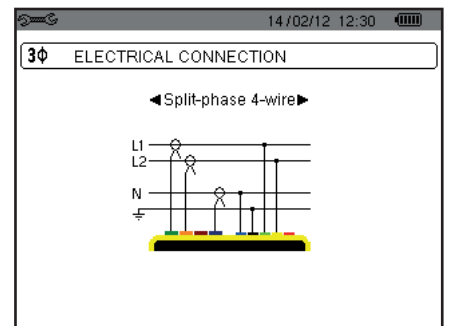 14/02/12 12:30
3ϕ ELECTRICAL CONNECTION
◄Split-phase 4-wire►
L1
L2
N